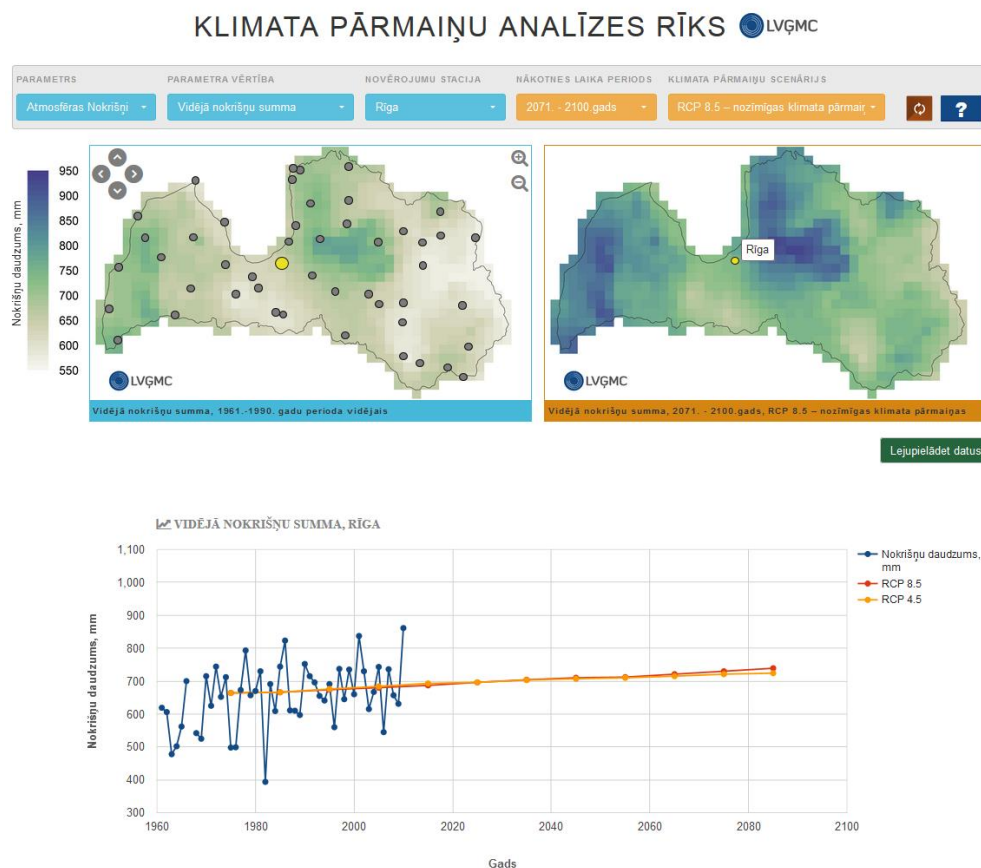 KLIMATA PĀRMAIŅU ANALĪZES RĪKS LVĢMC
PARAMETRS PARAMETRA VĒRTĪBA NOVĒROJUMU STACIJA NĀKOTNES LAIKA PERIODS KLIMATA PĀRMAIŅU SCENĀRIJS
Atmosfēras Nokrišņi Vidējā nokrišņu summa Rīga 2071. - 2100.gads RCP 8.5 – nozīmīgas klimata pārmaiņ ?
Nokrišņu daudzums, mm
950
900
850
800
750
700
650
600
550
LVĢMC
Vidējā nokrišņu summa, 1961.-1990. gadu perioda vidējais
Rīga
LVĢMC
Vidējā nokrišņu summa, 2071. - 2100.gads, RCP 8.5 – nozīmīgas klimata pārmaiņas
Lejupielādet datus
VIDĒJĀ NOKRIŠŅU SUMMA, RĪGA
Nokrišņu daudzums, mm
1,100
1,000
900
800
700
600
500
400
300
1960 1980 2000 2020 2040 2060 2080 2100
Gads
Nokrišņu daudzums,
mm
RCP 8.5
RCP 4.5